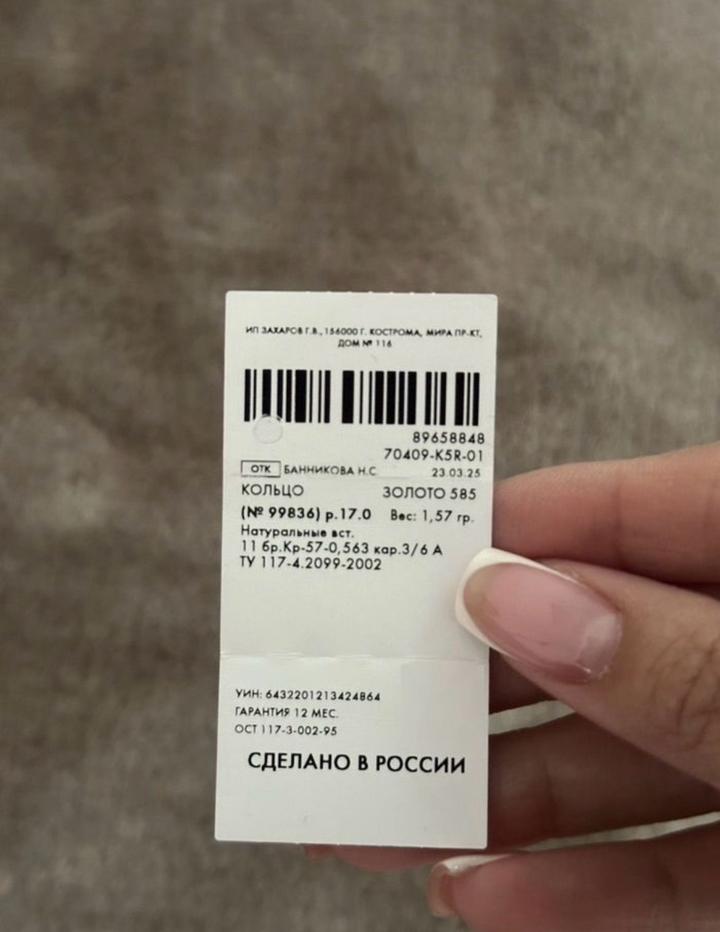 ИП ЗАХАРОВ Г.В., 156000 Г. КОСТРОМА, МИРА ПР-КТ,
ДОМ № 116
89658848
70409-K5R-01
ОТК БАННИКОВА Н.С 23.03.25
КОЛЬЦО ЗОЛОТО 585
(№ 99836) р.17.0 Вес: 1,57 гр.
Натуральные вст.
11 бр.Кр-57-0,563 кар.3/6 А
ТУ 117-4.2099-2002
УИН: 6432201213424864
ГАРАНТИЯ 12 МЕС.
ОСТ 117-3-002-95
СДЕЛАНО В РОССИИ